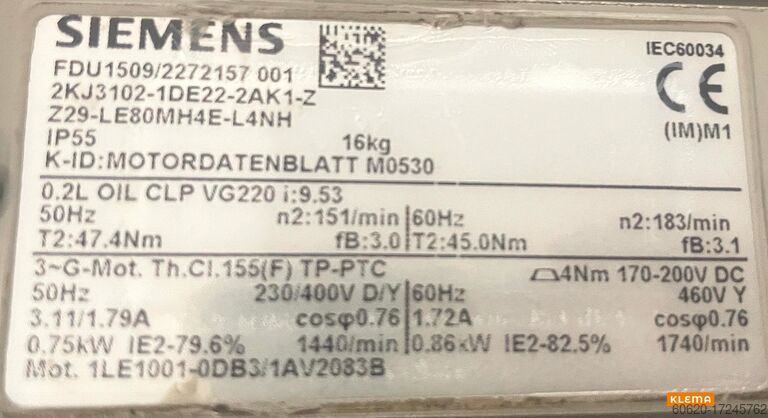 SIEMENS
IEC60034
FDU1509/2272157 001
2KJ3102-1DE22-2AK1-Z
CE
Z29-LE80MH4E-L4NH
(IM)M1
IP55 16kg
K-ID:MOTORDATENBLATT M0530
0.2L OIL CLP VG220 i:9.53
50Hz n2:151/min 60Hz n2:183/min
T2:47.4Nm fB:3.0 T2:45.0Nm fB:3.1
3~G-Mot. Th.Cl.155(F) TP-PTC 4Nm 170-200V DC
50Hz 230/400V D/Y 60Hz 460V Y
3.11/1.79A cosφ0.76 1.72A cosφ0.76
0.75kW IE2-79.6% 1440/min 0.86kW IE2-82.5% 1740/min
Mot. 1LE1001-0DB3/1AV2083B
KLEMA
60620-17245762